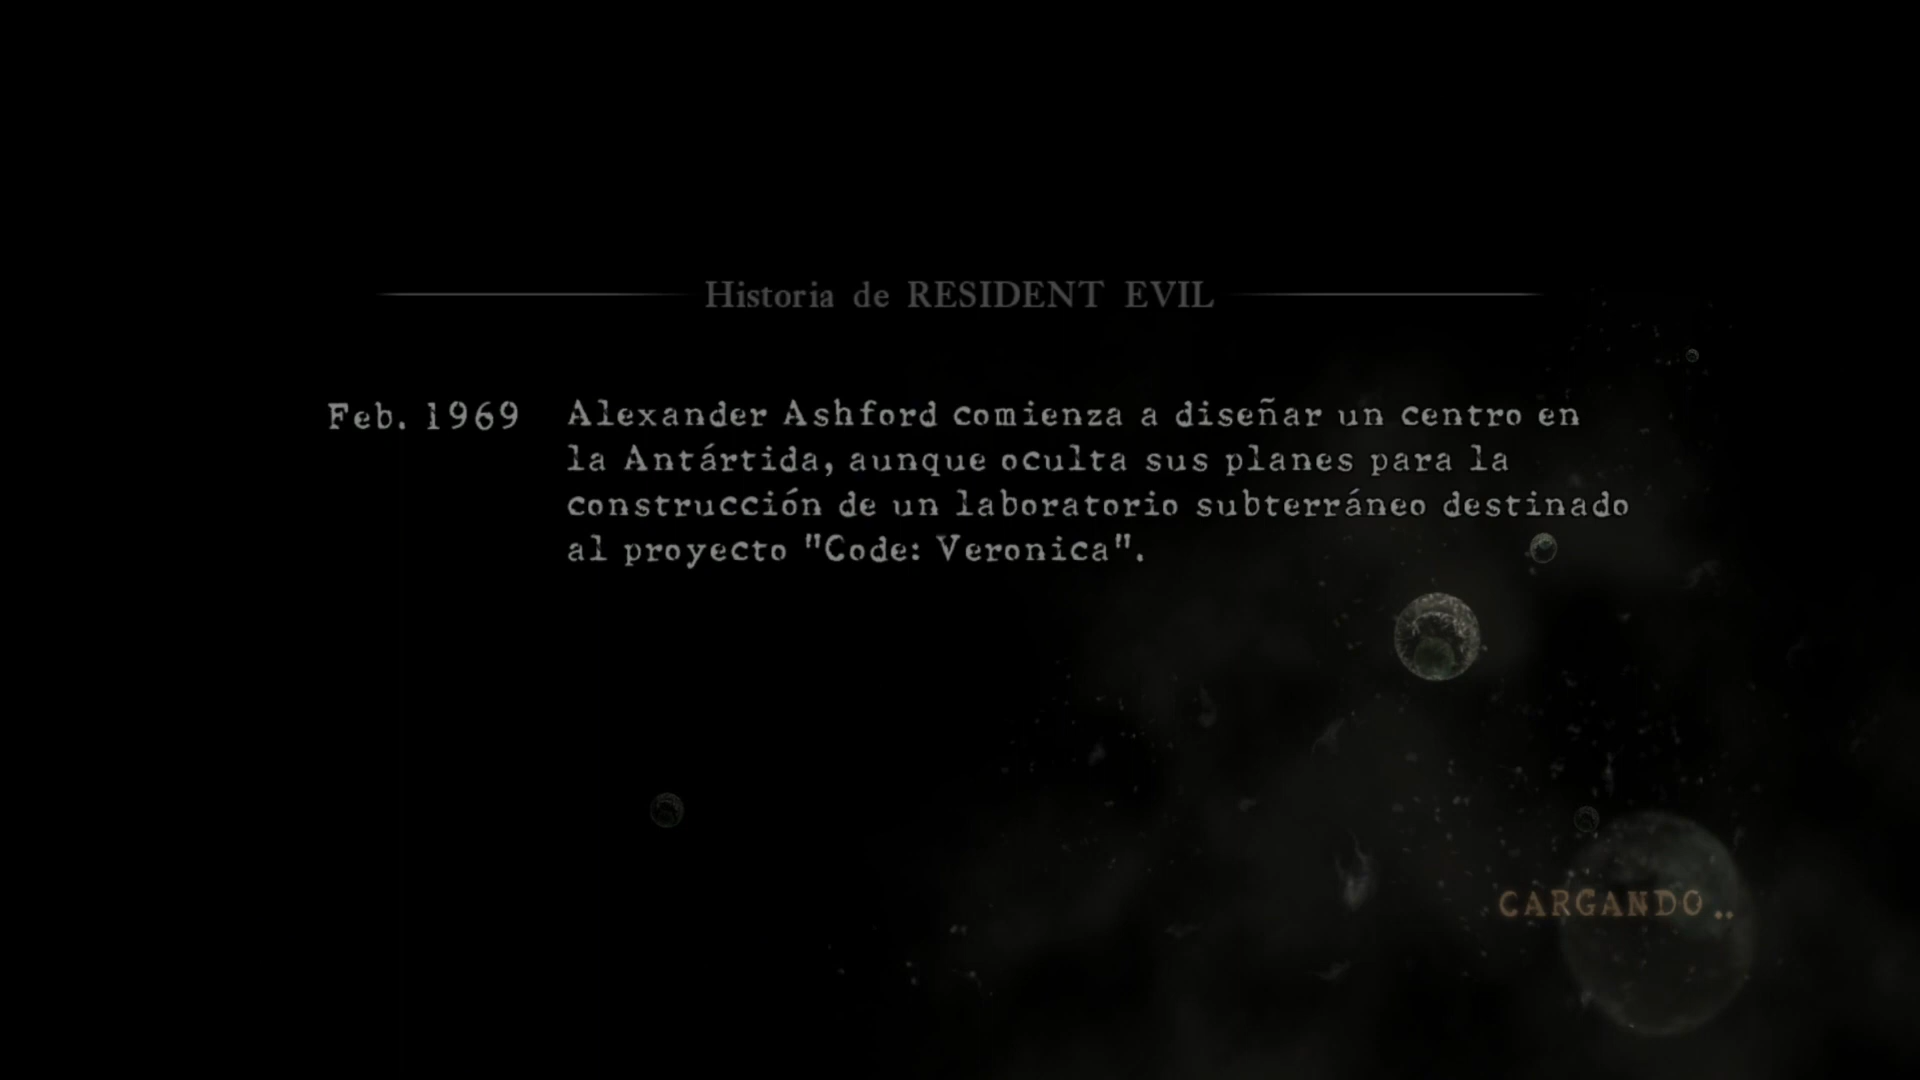 Historia de RESIDENT EVIL
Feb. 1969 Alexander Ashford comienza a diseñar un centro en
la Antártida, aunque oculta sus planes para la
construcción de un laboratorio subterráneo destinado
al proyecto "Code: Veronica".
CARGANDO..